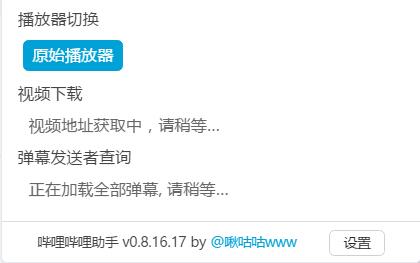 播放器切换
原始播放器
视频下载
视频地址获取中，请稍等...
弹幕发送者查询
正在加载全部弹幕, 请稍等...
哔哩哔哩助手 v0.8.16.17 by @啾咕咕www 设置